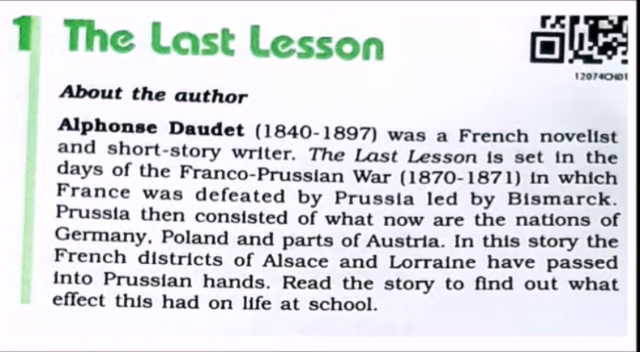 1 The Last Lesson
12074CH01
About the author
Alphonse Daudet (1840-1897) was a French novelist
and short-story writer. The Last Lesson is set in the
days of the Franco-Prussian War (1870-1871) in which
France was defeated by Prussia led by Bismarck.
Prussia then consisted of what now are the nations of
Germany, Poland and parts of Austria. In this story the
French districts of Alsace and Lorraine have passed
into Prussian hands. Read the story to find out what
effect this had on life at school.